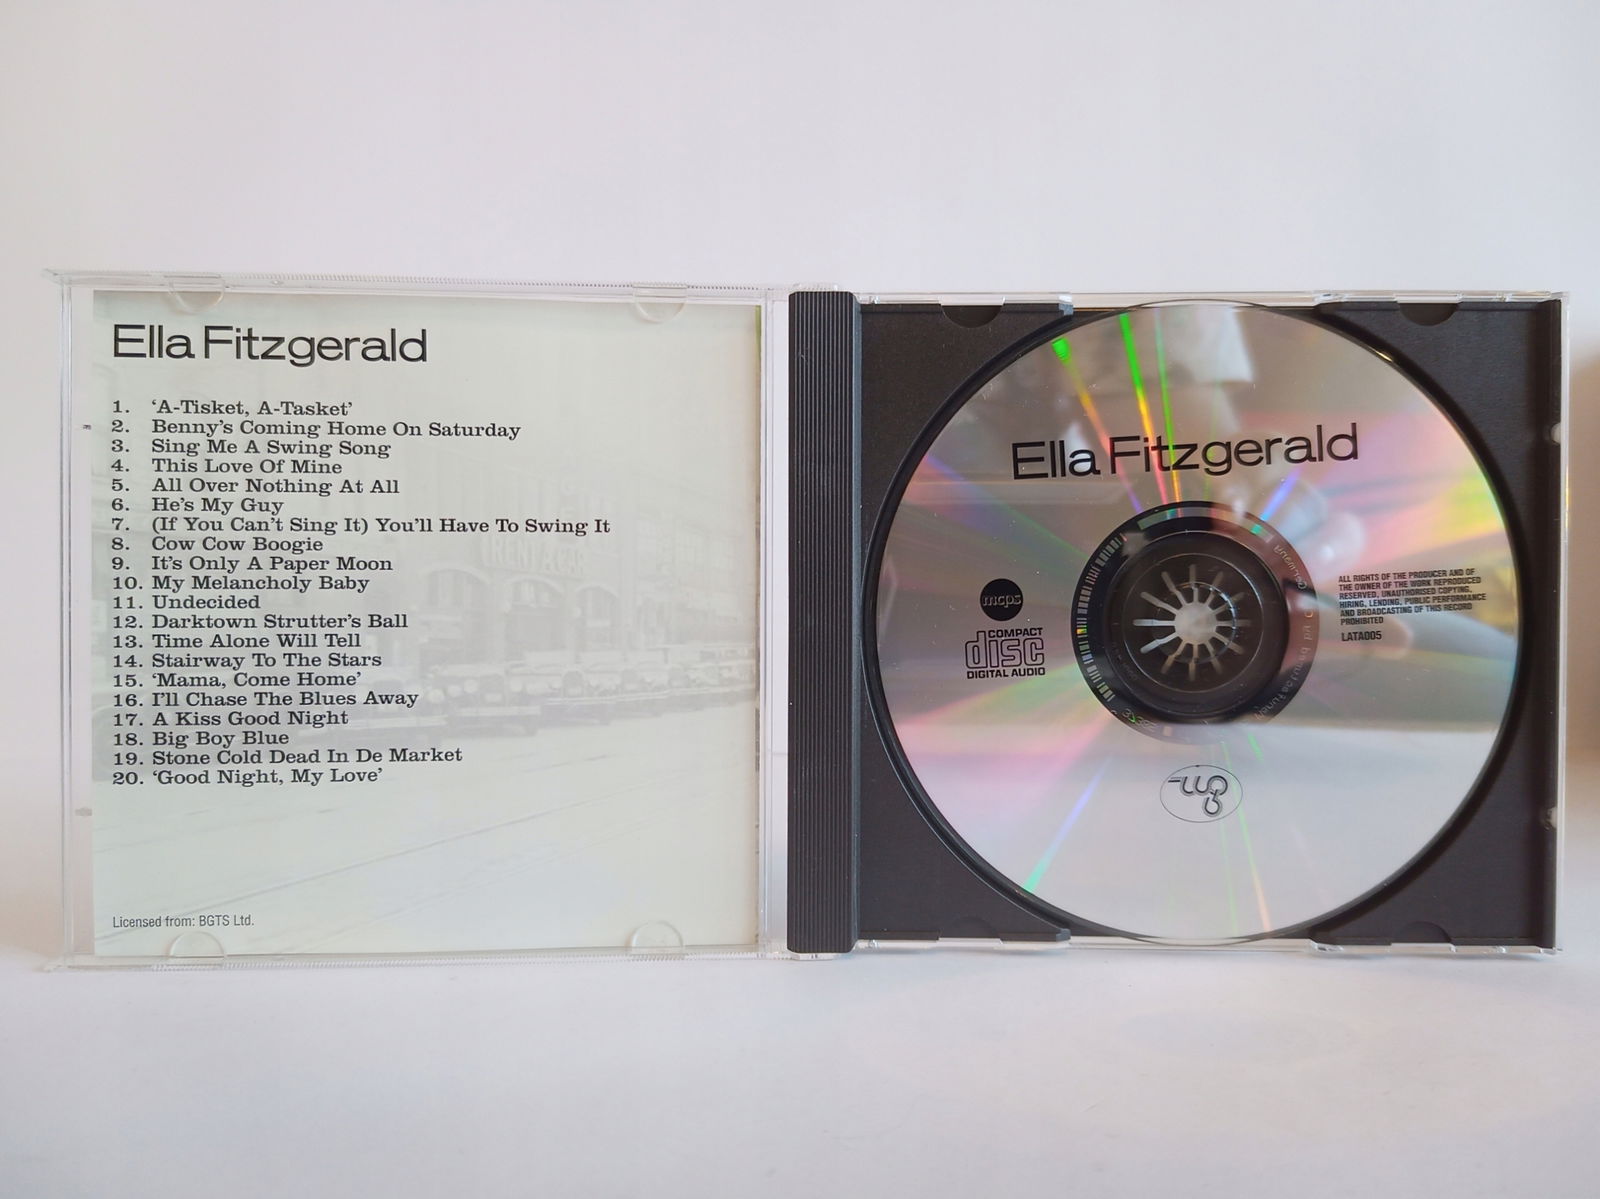 Ella Fitzgerald
1. ‘A-Tisket, A-Tasket’
2. Benny’s Coming Home On Saturday
3. Sing Me A Swing Song
4. This Love Of Mine
5. All Over Nothing At All
6. He’s My Guy
7. (If You Can’t Sing It) You’ll Have To Swing It
8. Cow Cow Boogie
9. It’s Only A Paper Moon
10. My Melancholy Baby
11. Undecided
12. Darktown Strutter’s Ball
13. Time Alone Will Tell
14. Stairway To The Stars
15. ‘Mama, Come Home’
16. I’ll Chase The Blues Away
17. A Kiss Good Night
18. Big Boy Blue
19. Stone Cold Dead In De Market
20. ‘Good Night, My Love’
Licensed from: BGTS Ltd.
Ella Fitzgerald
mcps
COMPACT
disc
DIGITAL AUDIO
ALL RIGHTS OF THE PRODUCER AND OF
THE OWNER OF THE WORK REPRODUCED
RESERVED, UNAUTHORISED COPYING,
HIRING, LENDING, PUBLIC PERFORMANCE
AND BROADCASTING OF THIS RECORD
PROHIBITED
LATA005